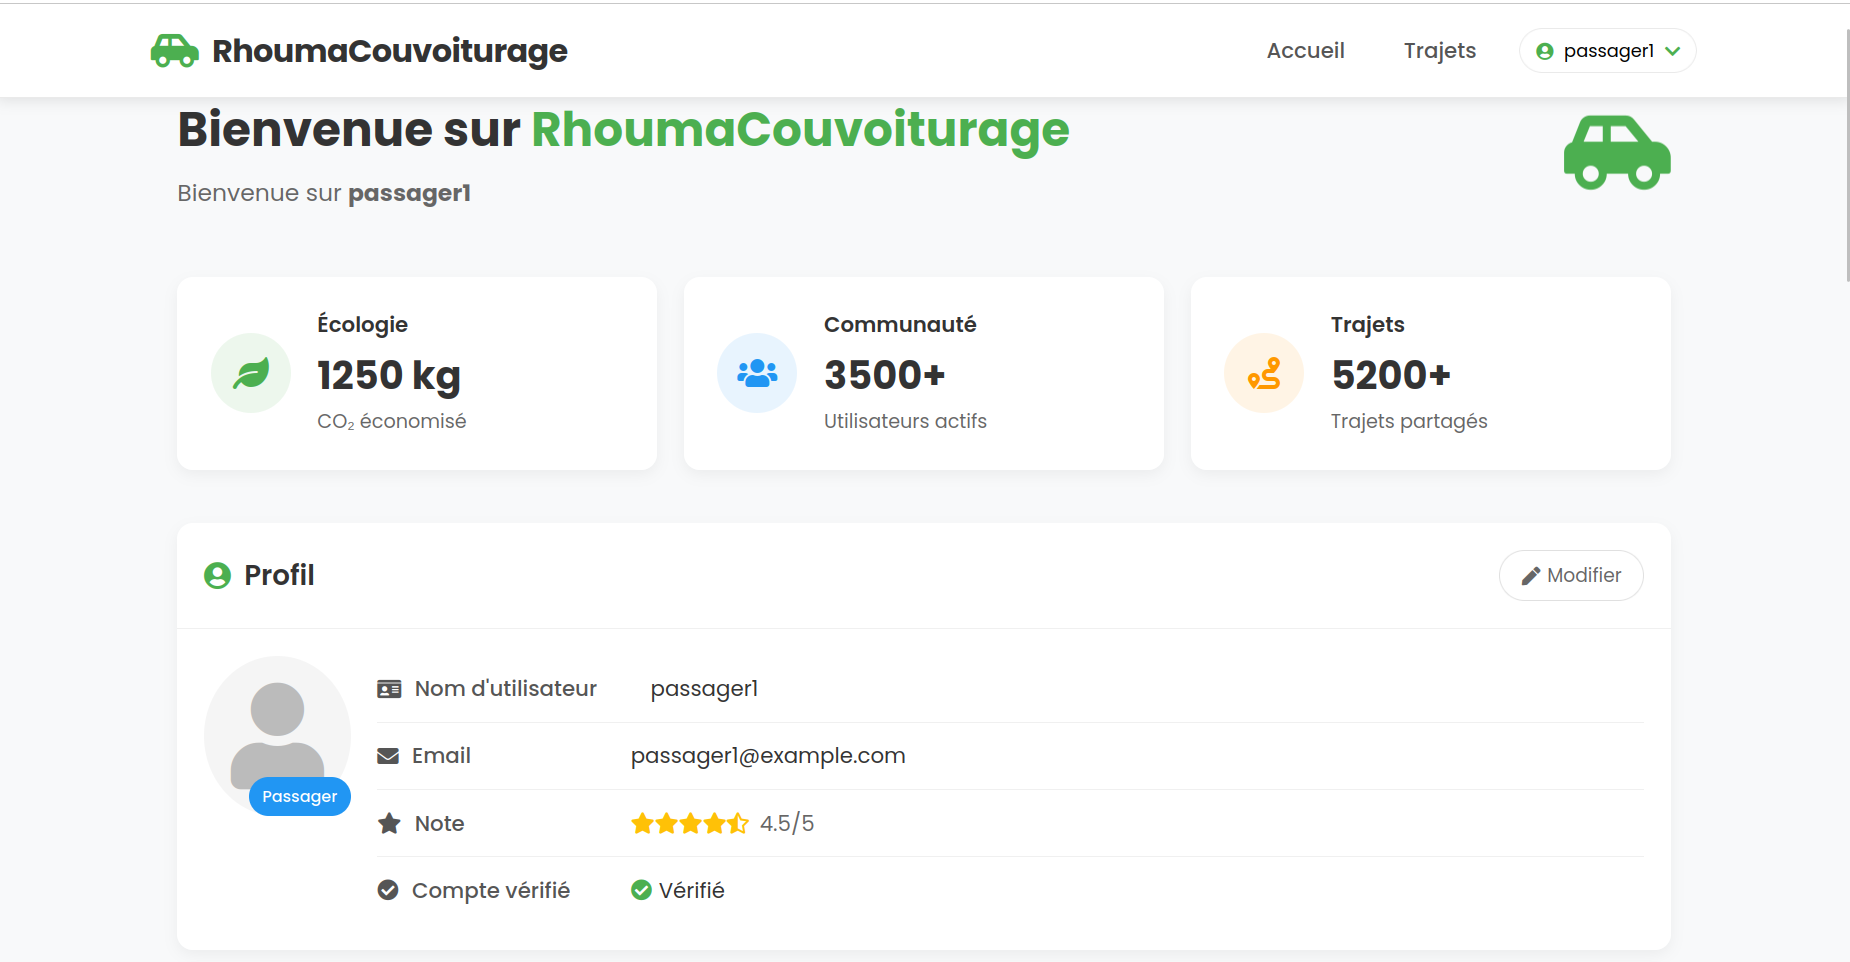 RhoumaCouvoiturage
Accueil
Trajets
passager1
Bienvenue sur RhoumaCouvoiturage
Bienvenue sur passager1
Écologie
1250 kg
CO₂ économisé
Communauté
3500+
Utilisateurs actifs
Trajets
5200+
Trajets partagés
Profil
Modifier
Passager
Nom d'utilisateur passager1
Email passager1@example.com
Note 4.5/5
Compte vérifié Vérifié